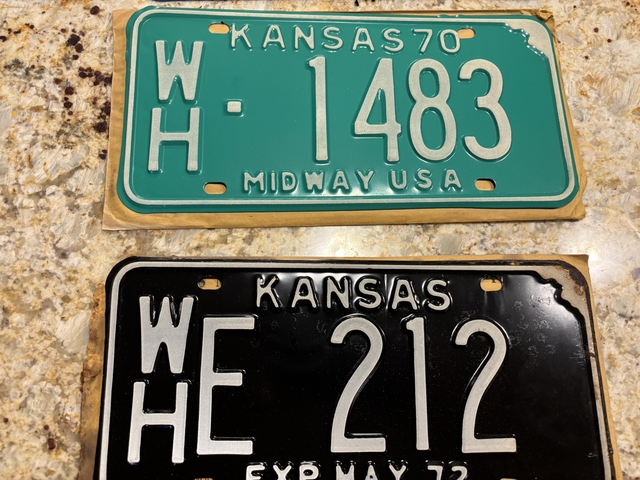 KANSAS 70
WH · 1483
MIDWAY USA
KANSAS
WH E 212
EXP MAY 72